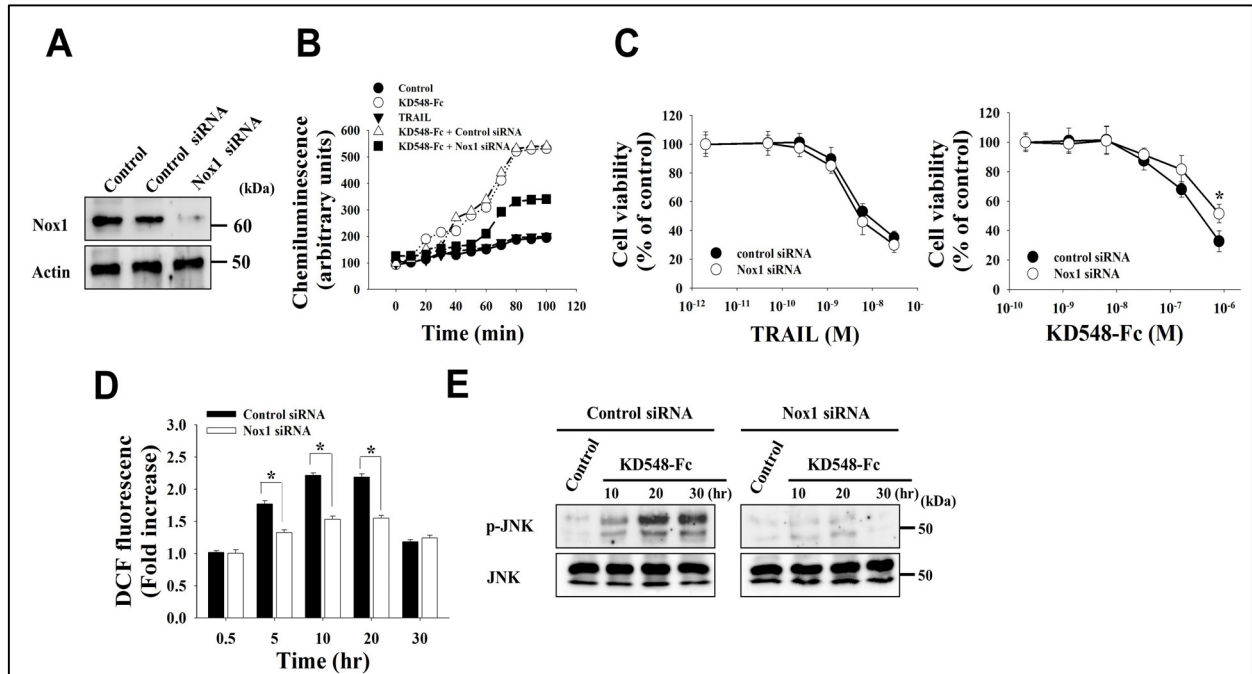 A
Control
Control siRNA
Nox1 siRNA
(kDa)
Nox1
60
Actin
50
B
Control
KD548-Fc
TRAIL
KD548-Fc + Control siRNA
KD548-Fc + Nox1 siRNA
Chemiluminescence
(arbitrary units)
600
500
400
300
200
100
0
0 20 40 60 80 100 120
Time (min)
C
Cell viability
(% of control)
120
100
80
60
40
20
0
control siRNA
Nox1 siRNA
10-12 10-11 10-10 10-9 10-8 10-
TRAIL (M)
Cell viability
(% of control)
120
100
80
60
40
20
0
*
control siRNA
Nox1 siRNA
10-10 10-9 10-8 10-7 10-6
KD548-Fc (M)
D
Control siRNA
Nox1 siRNA
DCF fluorescenc
(Fold increase)
3.0
2.5
2.0
1.5
1.0
0.5
0.0
* * *
0.5 5 10 20 30
Time (hr)
E
Control siRNA Nox1 siRNA
Control KD548-Fc Control KD548-Fc
10 20 30 (hr) 10 20 30 (hr) (kDa)
p-JNK
50
JNK
50